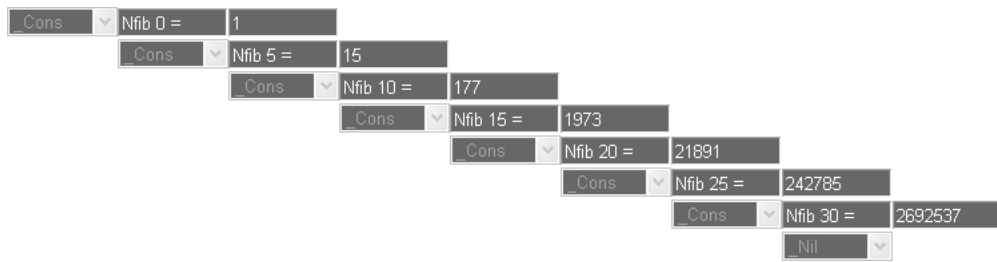 _Cons Nfib 0 = 1
_Cons Nfib 5 = 15
_Cons Nfib 10 = 177
_Cons Nfib 15 = 1973
_Cons Nfib 20 = 21891
_Cons Nfib 25 = 242785
_Cons Nfib 30 = 2692537
_Nil